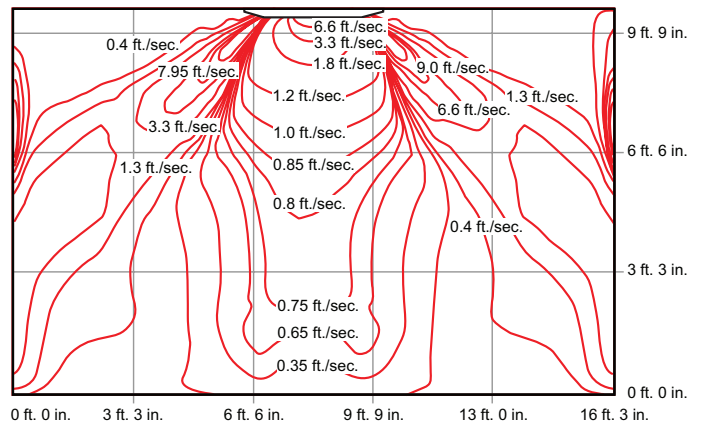 6.6 ft./sec.
9 ft. 9 in.
0.4 ft./sec.
3.3 ft./sec.
1.8 ft./sec.
7.95 ft./sec.
9.0 ft./sec.
1.2 ft./sec.
1.3 ft./sec.
6.6 ft./sec.
3.3 ft./sec.
1.0 ft./sec.
6 ft. 6 in.
1.3 ft./sec.
0.85 ft./sec.
0.8 ft./sec.
0.4 ft./sec.
3 ft. 3 in.
0.75 ft./sec.
0.65 ft./sec.
0.35 ft./sec.
0 ft. 0 in.
0 ft. 0 in. 3 ft. 3 in. 6 ft. 6 in. 9 ft. 9 in. 13 ft. 0 in. 16 ft. 3 in.